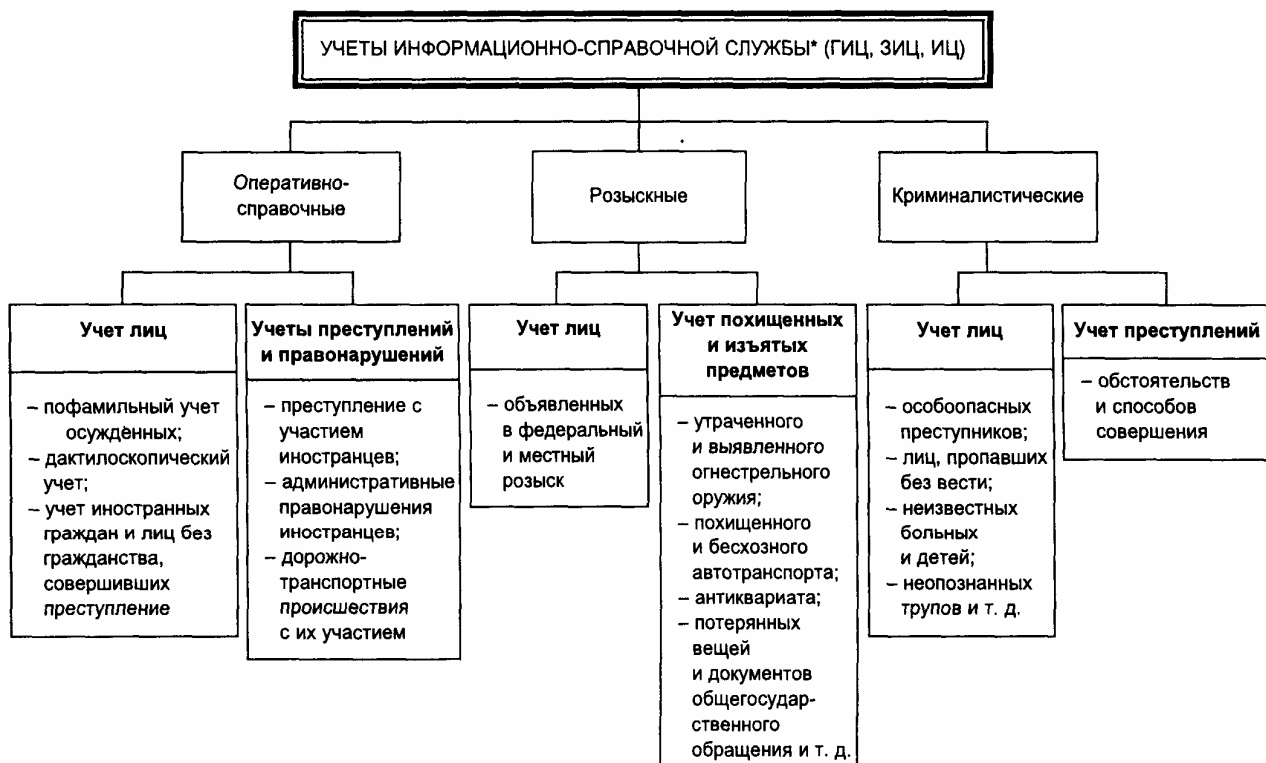 УЧЕТЫ ИНФОРМАЦИОННО-СПРАВОЧНОЙ СЛУЖБЫ* (ГИЦ, ЗИЦ, ИЦ)
Оперативно-
справочные
Розыскные
Криминалистические
Учет лиц
– пофамильный учет
осуждённых;
– дактилоскопический
учет;
– учет иностранных
граждан и лиц без
гражданства,
совершивших
преступление
Учеты преступлений
и правонарушений
– преступление с
участием
иностранцев;
– административные
правонарушения
иностранцев;
– дорожно-
транспортные
происшествия
с их участием
Учет лиц
– объявленных
в федеральный
и местный
розыск
Учет похищенных
и изъятых
предметов
– утраченного
и выявленного
огнестрельного
оружия;
– похищенного
и бесхозного
автотранспорта;
– антиквариата;
– потерянных
вещей
и документов
общегосудар-
ственного
обращения и т. д.
Учет лиц
– особоопасных
преступников;
– лиц, пропавших
без вести;
– неизвестных
больных
и детей;
– неопознанных
трупов и т. д.
Учет преступлений
– обстоятельств
и способов
совершения